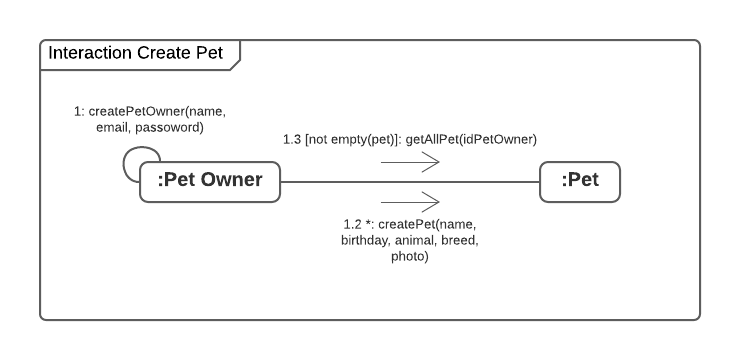 Interaction Create Pet
1: createPetOwner(name,
email, passoword)
1.3 [not empty(pet)]: getAllPet(idPetOwner)
:Pet Owner
:Pet
1.2 *: createPet(name,
birthday, animal, breed,
photo)